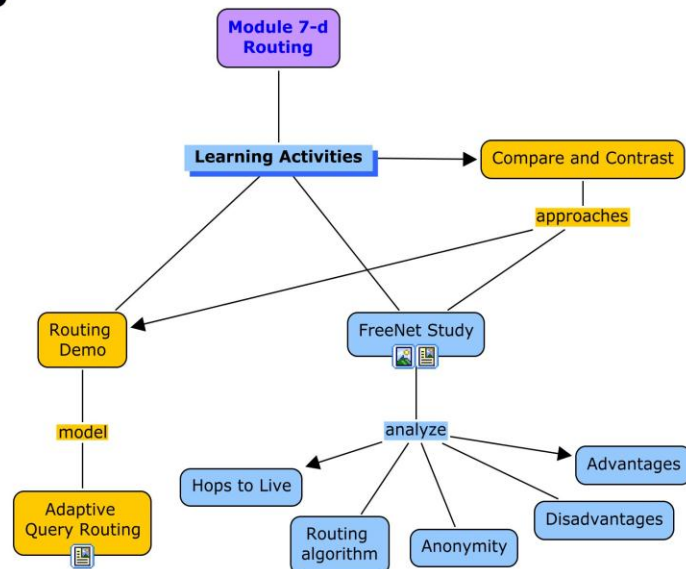 Module 7-d
Routing
Learning Activities
Compare and Contrast
approaches
Routing
Demo
FreeNet Study
model
analyze
Hops to Live
Advantages
Adaptive
Query Routing
Routing
algorithm
Anonymity
Disadvantages